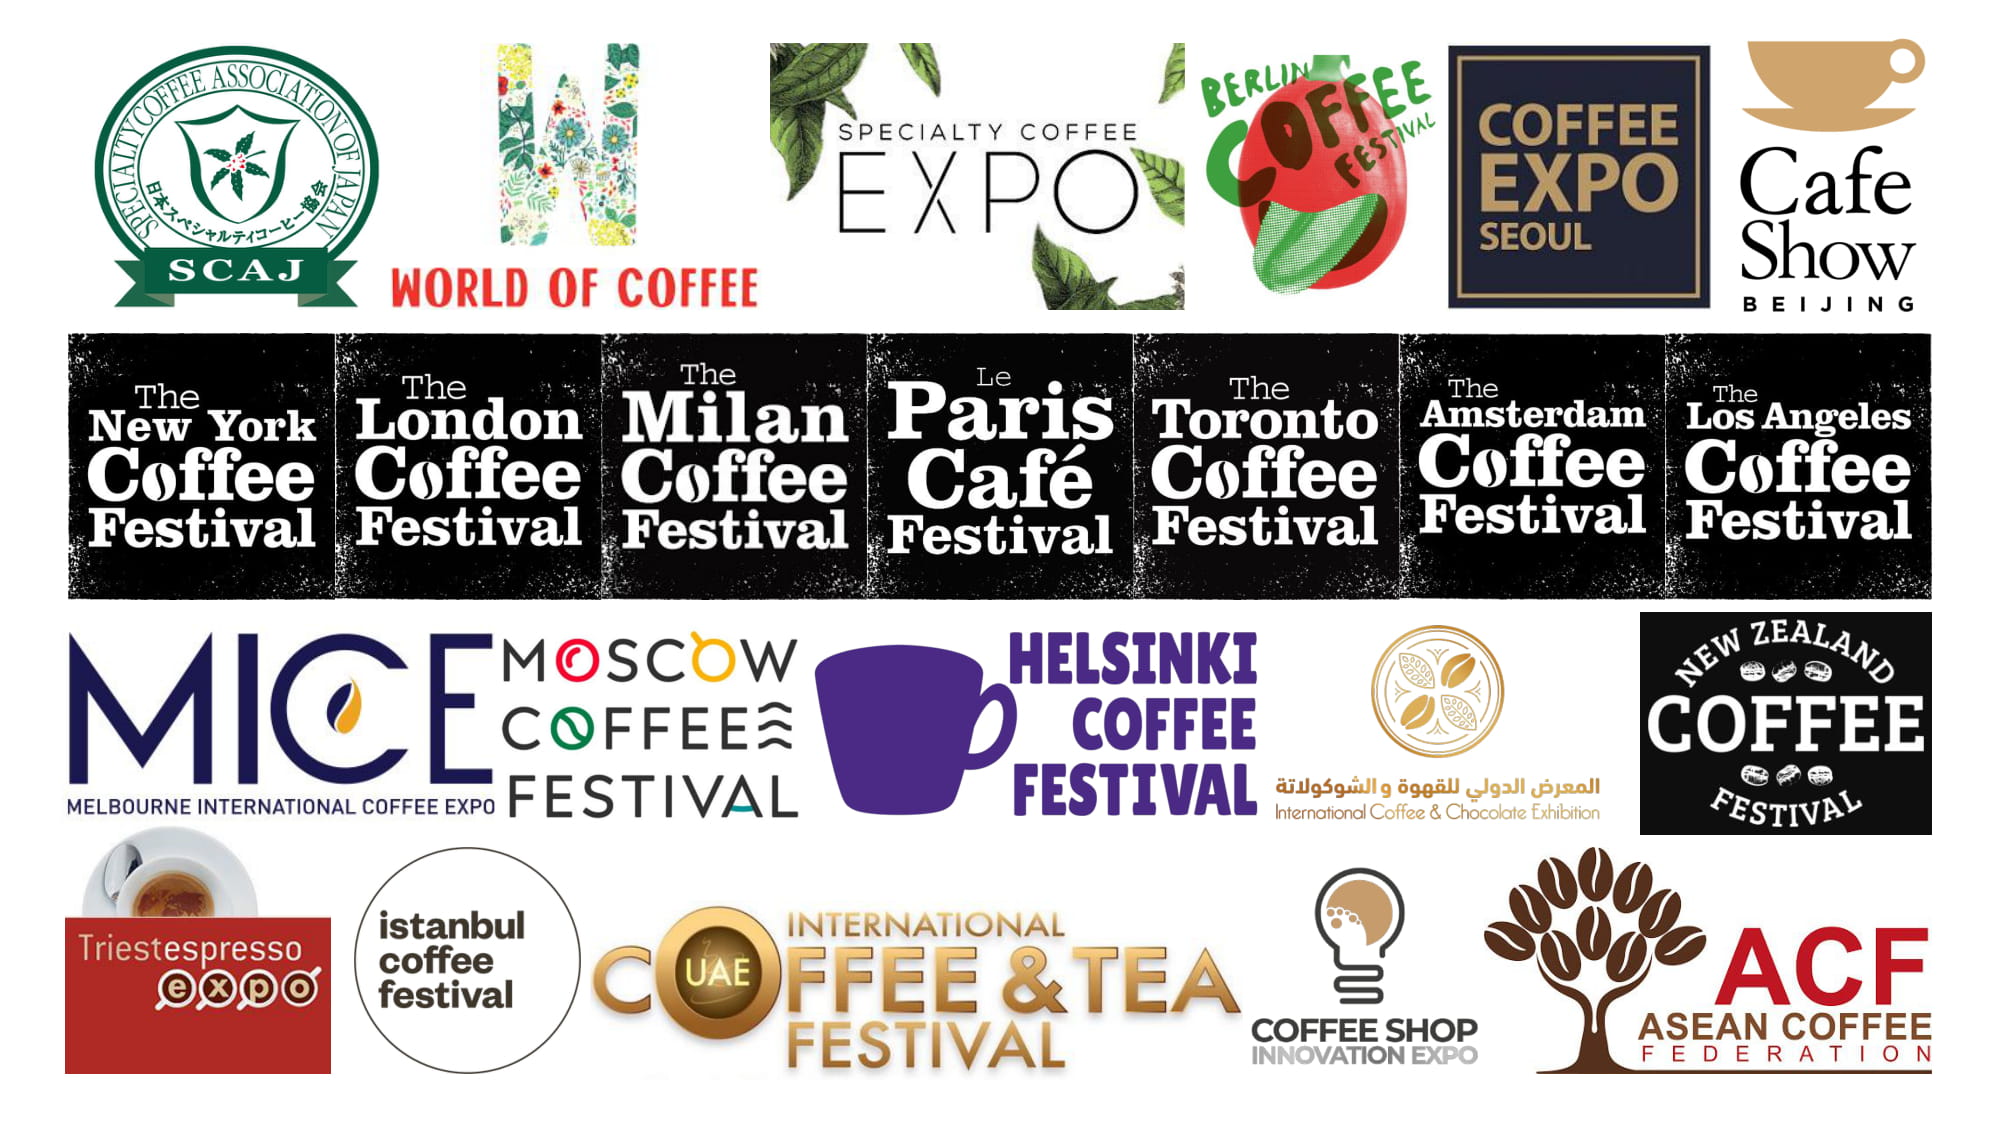 SPECIALTY COFFEE ASSOCIATION OF JAPAN
日本スペシャルティコーヒー協会
SCAJ
WORLD OF COFFEE
SPECIALTY COFFEE
EXPO
BERLIN
COFFEE
FESTIVAL
COFFEE
EXPO
SEOUL
Cafe
Show
BEIJING
The
New York
Coffee
Festival
The
London
Coffee
Festival
The
Milan
Coffee
Festival
Le
Paris
Café
Festival
The
Toronto
Coffee
Festival
The
Amsterdam
Coffee
Festival
The
Los Angeles
Coffee
Festival
MICE
MELBOURNE INTERNATIONAL COFFEE EXPO
MOSCOW
COFFEE
FESTIVAL
HELSINKI
COFFEE
FESTIVAL
المعرض الدولي للقهوة و الشوكولاتة
International Coffee & Chocolate Exhibition
NEW ZEALAND
COFFEE
FESTIVAL
Triestespresso
expo
istanbul
coffee
festival
INTERNATIONAL
COFFEE & TEA
UAE
FESTIVAL
COFFEE SHOP
INNOVATION EXPO
ACF
ASEAN COFFEE
FEDERATION